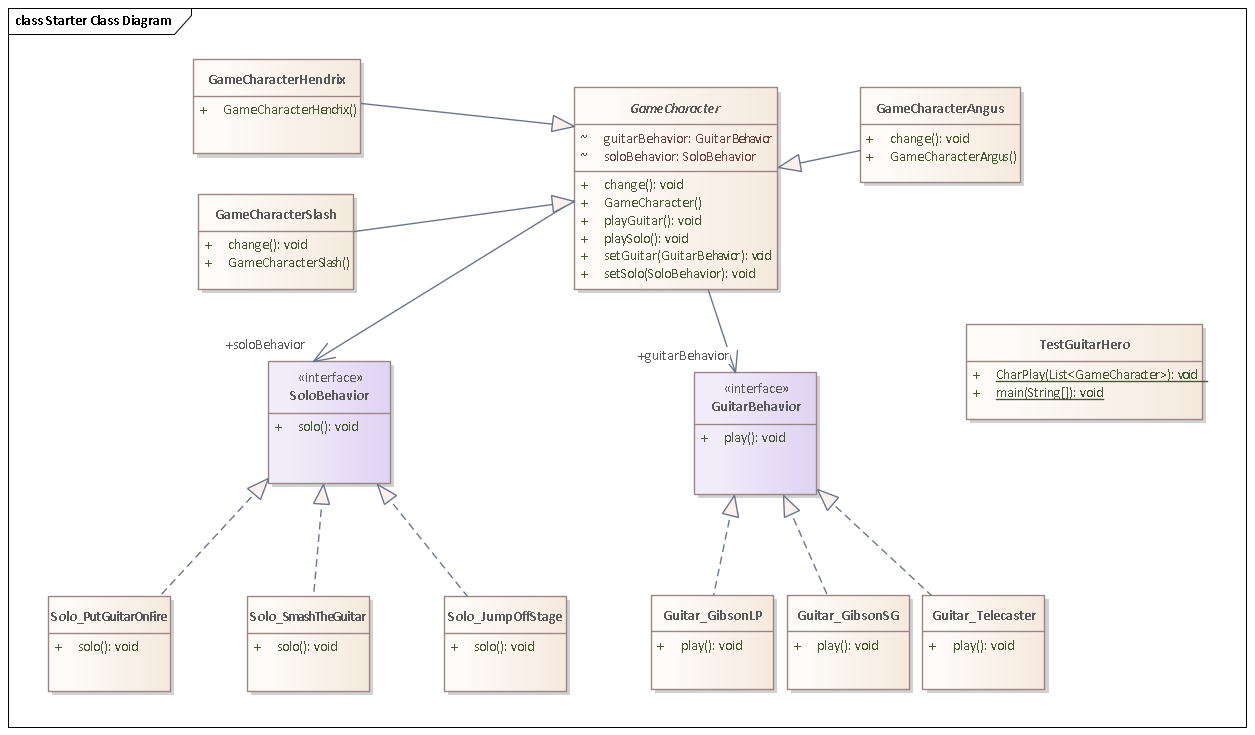 class Starter Class Diagram
GameCharacterHendrix
+ GameCharacterHendrix()
GameCharacter
~ guitarBehavior: GuitarBehavior
~ soloBehavior: SoloBehavior
+ change(): void
+ GameCharacter()
+ playGuitar(): void
+ playSolo(): void
+ setGuitar(GuitarBehavior): void
+ setSolo(SoloBehavior): void
GameCharacterAngus
+ change(): void
+ GameCharacterArgus()
GameCharacterSlash
+ change(): void
+ GameCharacterSlash()
+soloBehavior
+guitarBehavior
«interface»
SoloBehavior
+ solo(): void
«interface»
GuitarBehavior
+ play(): void
TestGuitarHero
+ CharPlay(List<GameCharacter>): void
+ main(String[]): void
Solo_PutGuitarOnFire
+ solo(): void
Solo_SmashTheGuitar
+ solo(): void
Solo_JumpOffStage
+ solo(): void
Guitar_GibsonLP
+ play(): void
Guitar_GibsonSG
+ play(): void
Guitar_Telecaster
+ play(): void